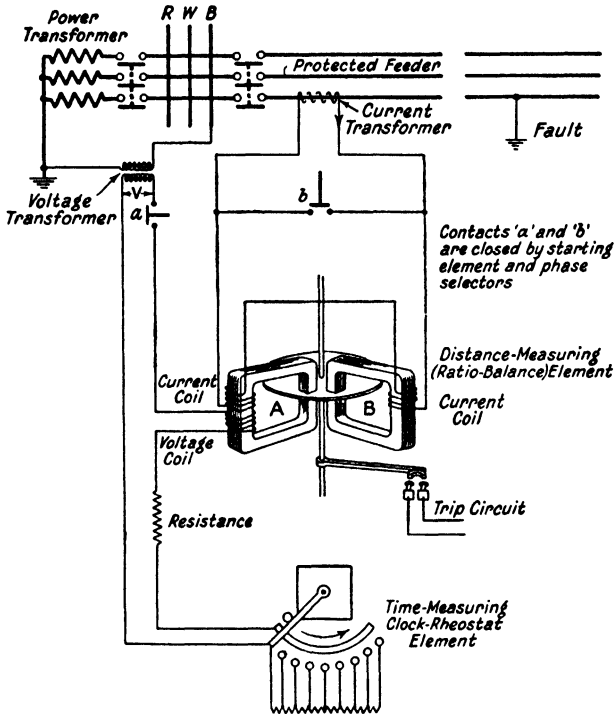 Power
Transformer
R W B
Protected Feeder
Current
Transformer
Fault
Voltage
Transformer
V
a
b
Contacts 'a' and 'b'
are closed by starting
element and phase
selectors
Distance-Measuring
(Ratio-Balance) Element
Current
Coil
A
B
Current
Coil
Voltage
Coil
Resistance
Trip Circuit
Time-Measuring
Clock-Rheostat
Element